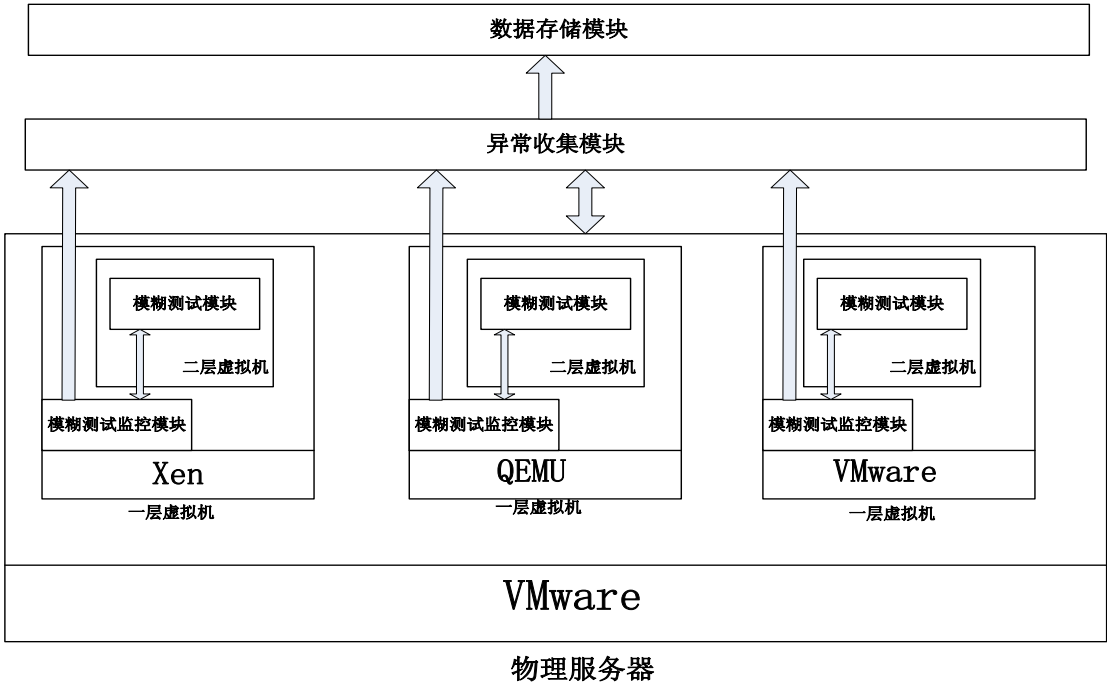 数据存储模块
异常收集模块
模糊测试模块
模糊测试模块
模糊测试模块
二层虚拟机
二层虚拟机
二层虚拟机
模糊测试监控模块
模糊测试监控模块
模糊测试监控模块
Xen
QEMU
VMware
一层虚拟机
一层虚拟机
一层虚拟机
VMware
物理服务器